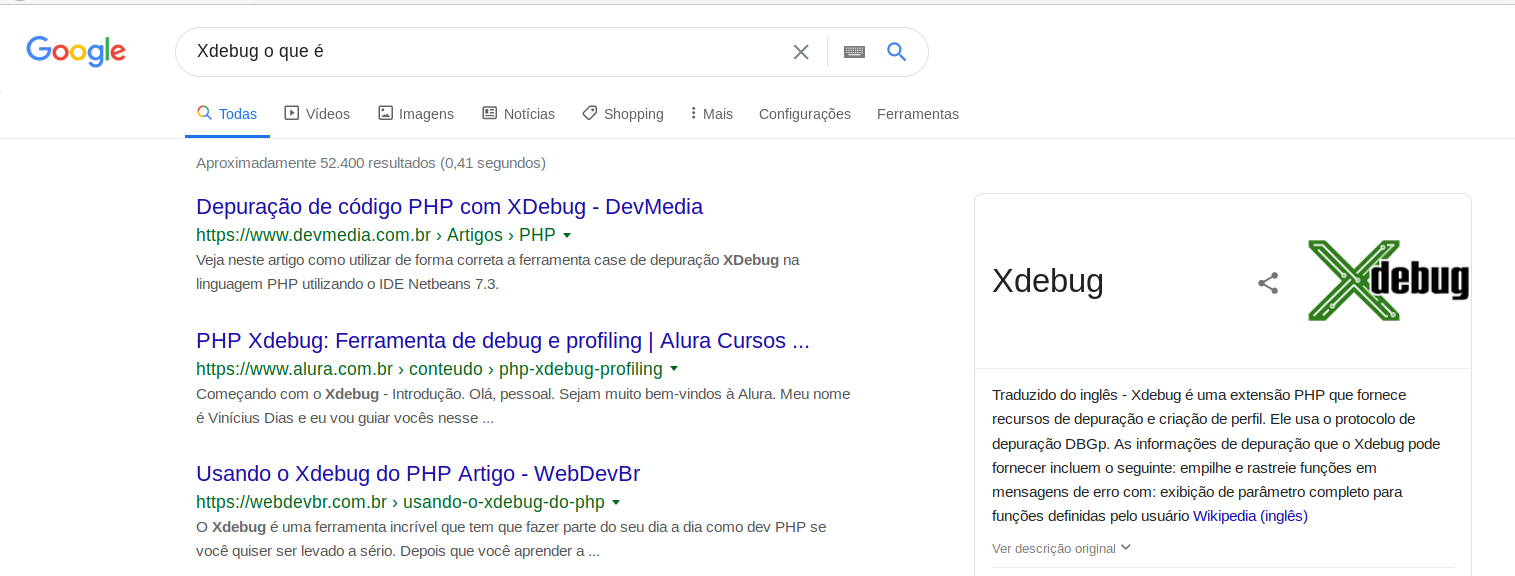 Google
Xdebug o que é
Todas Vídeos Imagens Notícias Shopping Mais Configurações Ferramentas
Aproximadamente 52.400 resultados (0,41 segundos)
Depuração de código PHP com XDebug - DevMedia
https://www.devmedia.com.br › Artigos › PHP
Veja neste artigo como utilizar de forma correta a ferramenta case de depuração XDebug na
linguagem PHP utilizando o IDE Netbeans 7.3.
PHP Xdebug: Ferramenta de debug e profiling | Alura Cursos ...
https://www.alura.com.br › conteudo › php-xdebug-profiling
Começando com o Xdebug - Introdução. Olá, pessoal. Sejam muito bem-vindos à Alura. Meu nome
é Vinícius Dias e eu vou guiar vocês nesse ...
Usando o Xdebug do PHP Artigo - WebDevBr
https://webdevbr.com.br › usando-o-xdebug-do-php
O Xdebug é uma ferramenta incrível que tem que fazer parte do seu dia a dia como dev PHP se
você quiser ser levado a sério. Depois que você aprender a ...
Xdebug
Xdebug
Traduzido do inglês - Xdebug é uma extensão PHP que fornece
recursos de depuração e criação de perfil. Ele usa o protocolo de
depuração DBGp. As informações de depuração que o Xdebug pode
fornecer incluem o seguinte: empilhe e rastreie funções em
mensagens de erro com: exibição de parâmetro completo para
funções definidas pelo usuário Wikipedia (inglês)
Ver descrição original